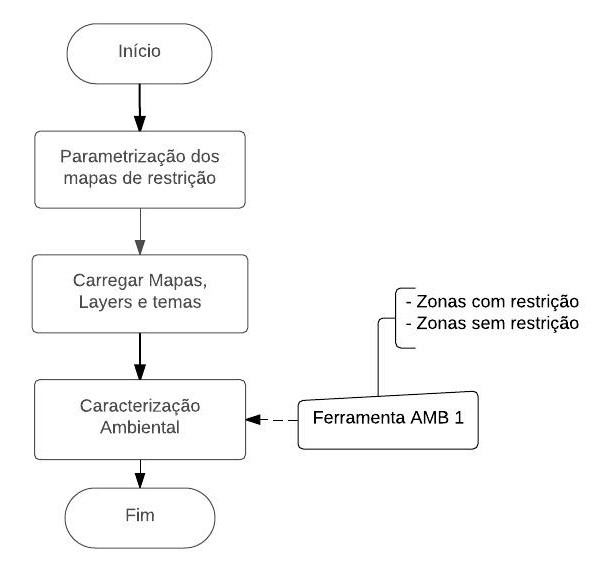 Início
Parametrização dos
mapas de restrição
Carregar Mapas,
Layers e temas
- Zonas com restrição
- Zonas sem restrição
Caracterização
Ambiental
Ferramenta AMB 1
Fim